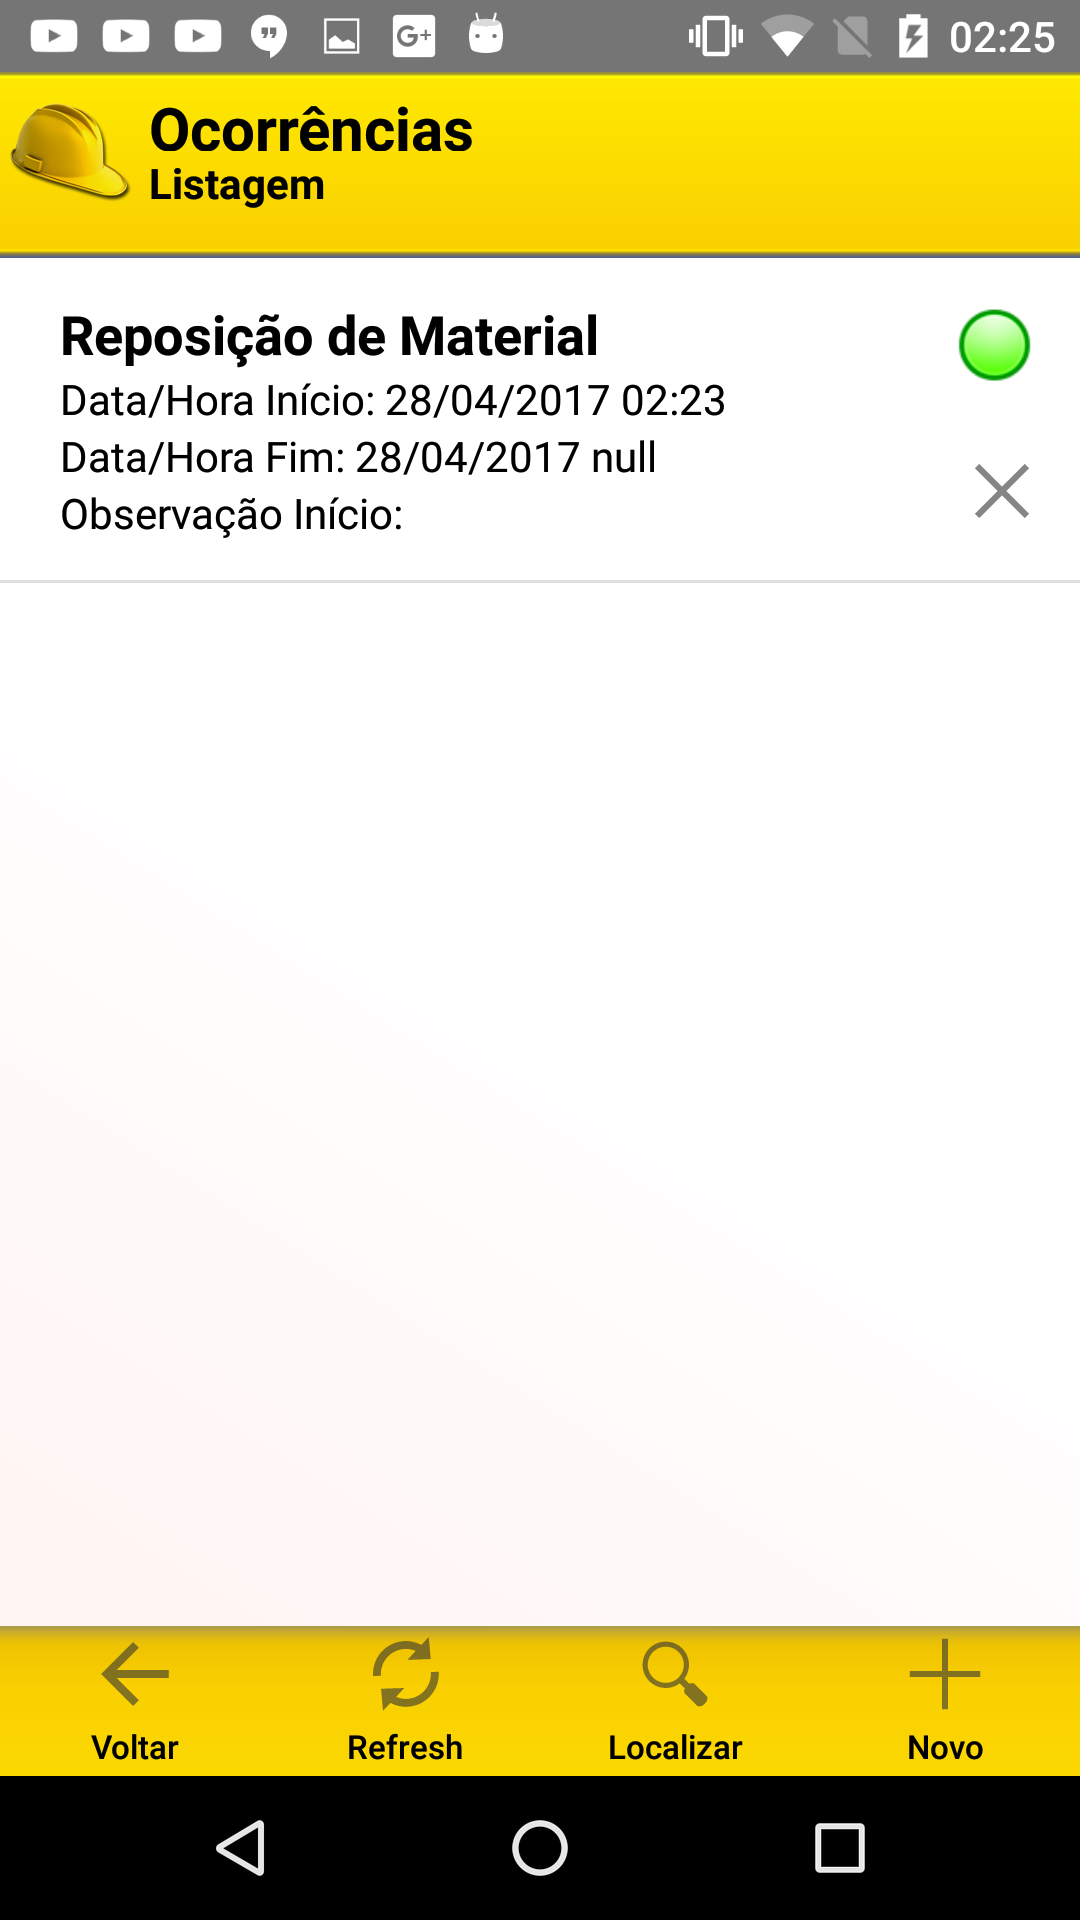 02:25
Ocorrências
Listagem
Reposição de Material
Data/Hora Início: 28/04/2017 02:23
Data/Hora Fim: 28/04/2017 null
Observação Início:
Voltar
Refresh
Localizar
Novo